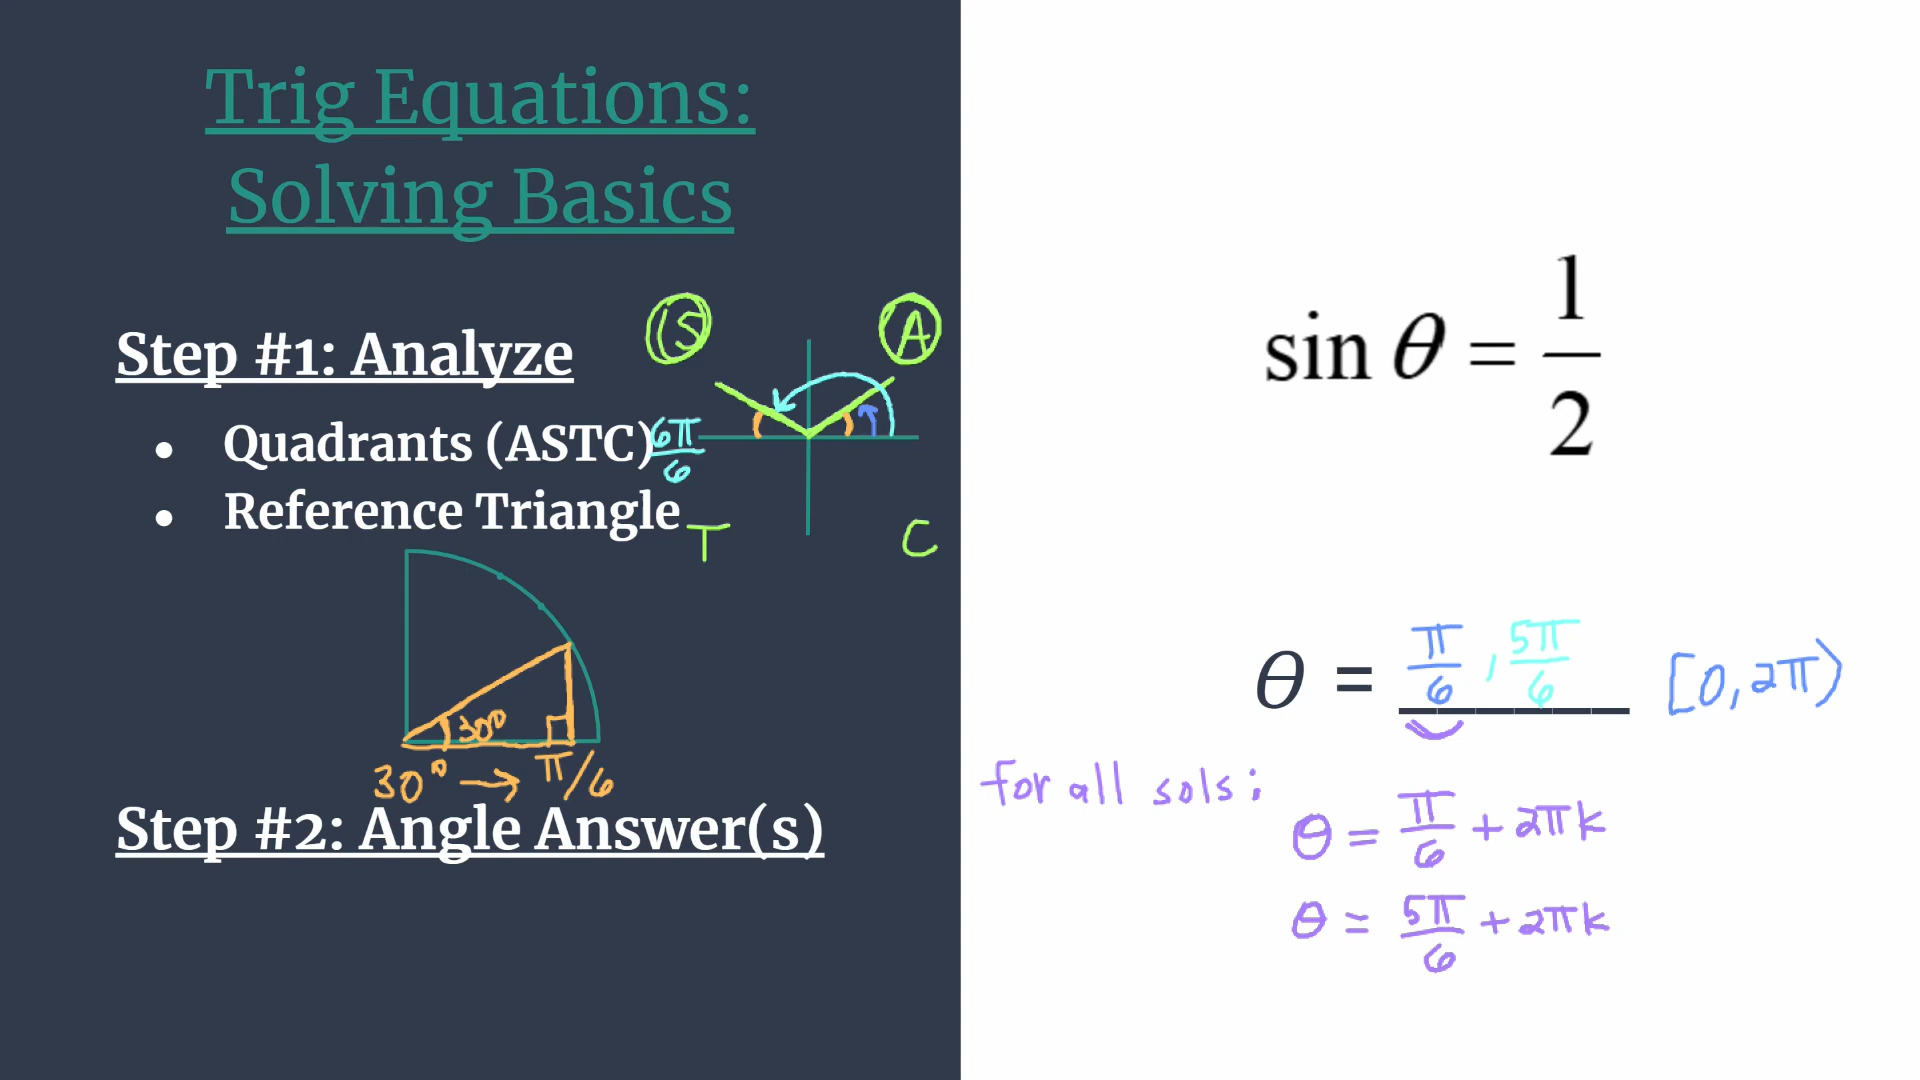 Trig Equations:
Solving Basics
Step #1: Analyze
S
A
• Quadrants (ASTC)
6π/6
• Reference Triangle
T
C
30°
30° → π/6
Step #2: Angle Answer(s)
sin θ = 1/2
θ = π/6 , 5π/6 [0, 2π)
for all sols:
θ = π/6 + 2πk
θ = 5π/6 + 2πk